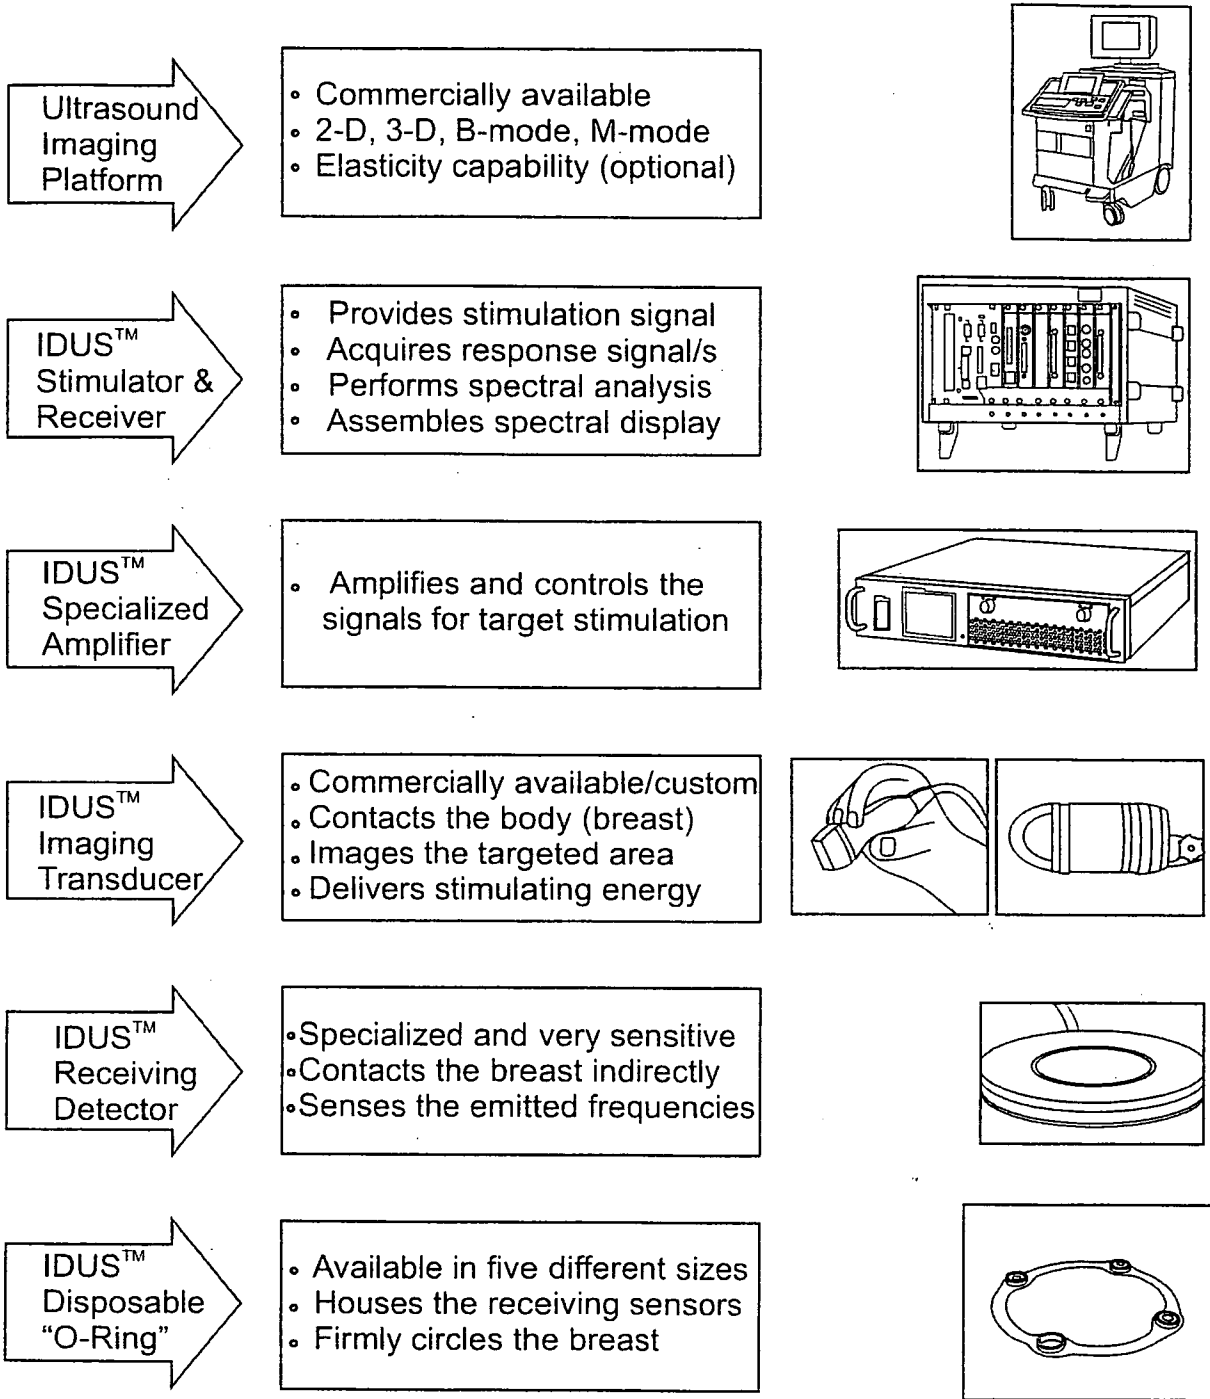 Ultrasound
Imaging
Platform
• Commercially available
• 2-D, 3-D, B-mode, M-mode
• Elasticity capability (optional)
IDUS™
Stimulator &
Receiver
• Provides stimulation signal
• Acquires response signal/s
• Performs spectral analysis
• Assembles spectral display
IDUS™
Specialized
Amplifier
• Amplifies and controls the
signals for target stimulation
IDUS™
Imaging
Transducer
• Commercially available/custom
• Contacts the body (breast)
• Images the targeted area
• Delivers stimulating energy
IDUS™
Receiving
Detector
• Specialized and very sensitive
• Contacts the breast indirectly
• Senses the emitted frequencies
IDUS™
Disposable
“O-Ring”
• Available in five different sizes
• Houses the receiving sensors
• Firmly circles the breast